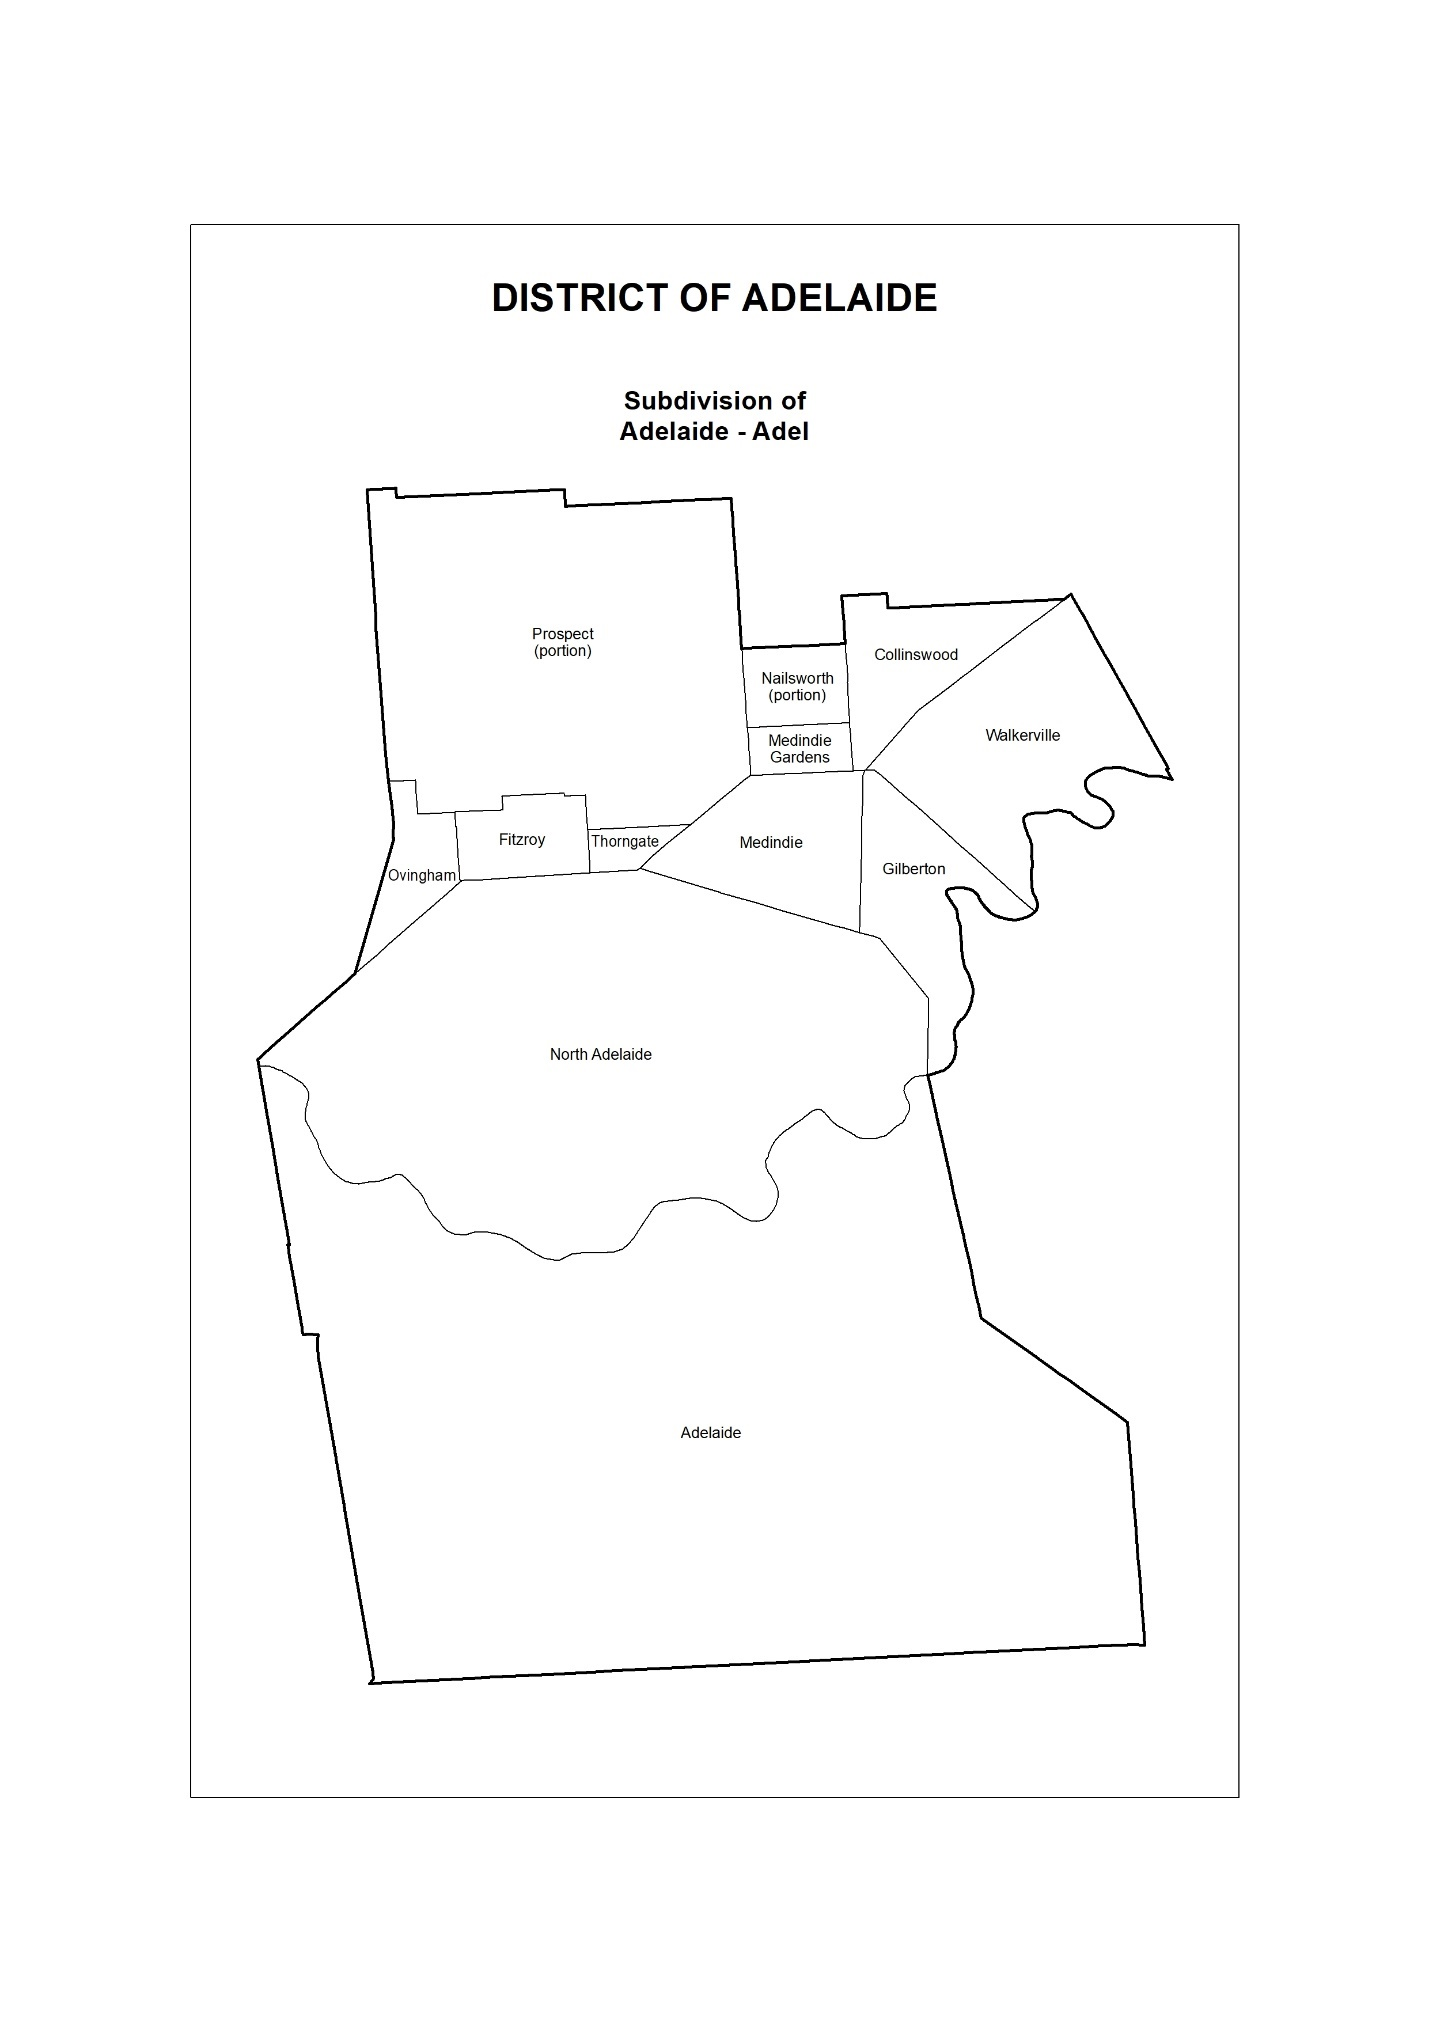 DISTRICT OF ADELAIDE
Subdivision of
Adelaide - Adel
Prospect
(portion)
Collinswood
Nailsworth
(portion)
Walkerville
Medindie
Gardens
Fitzroy
Thorngate
Medindie
Gilberton
Ovingham
North Adelaide
Adelaide